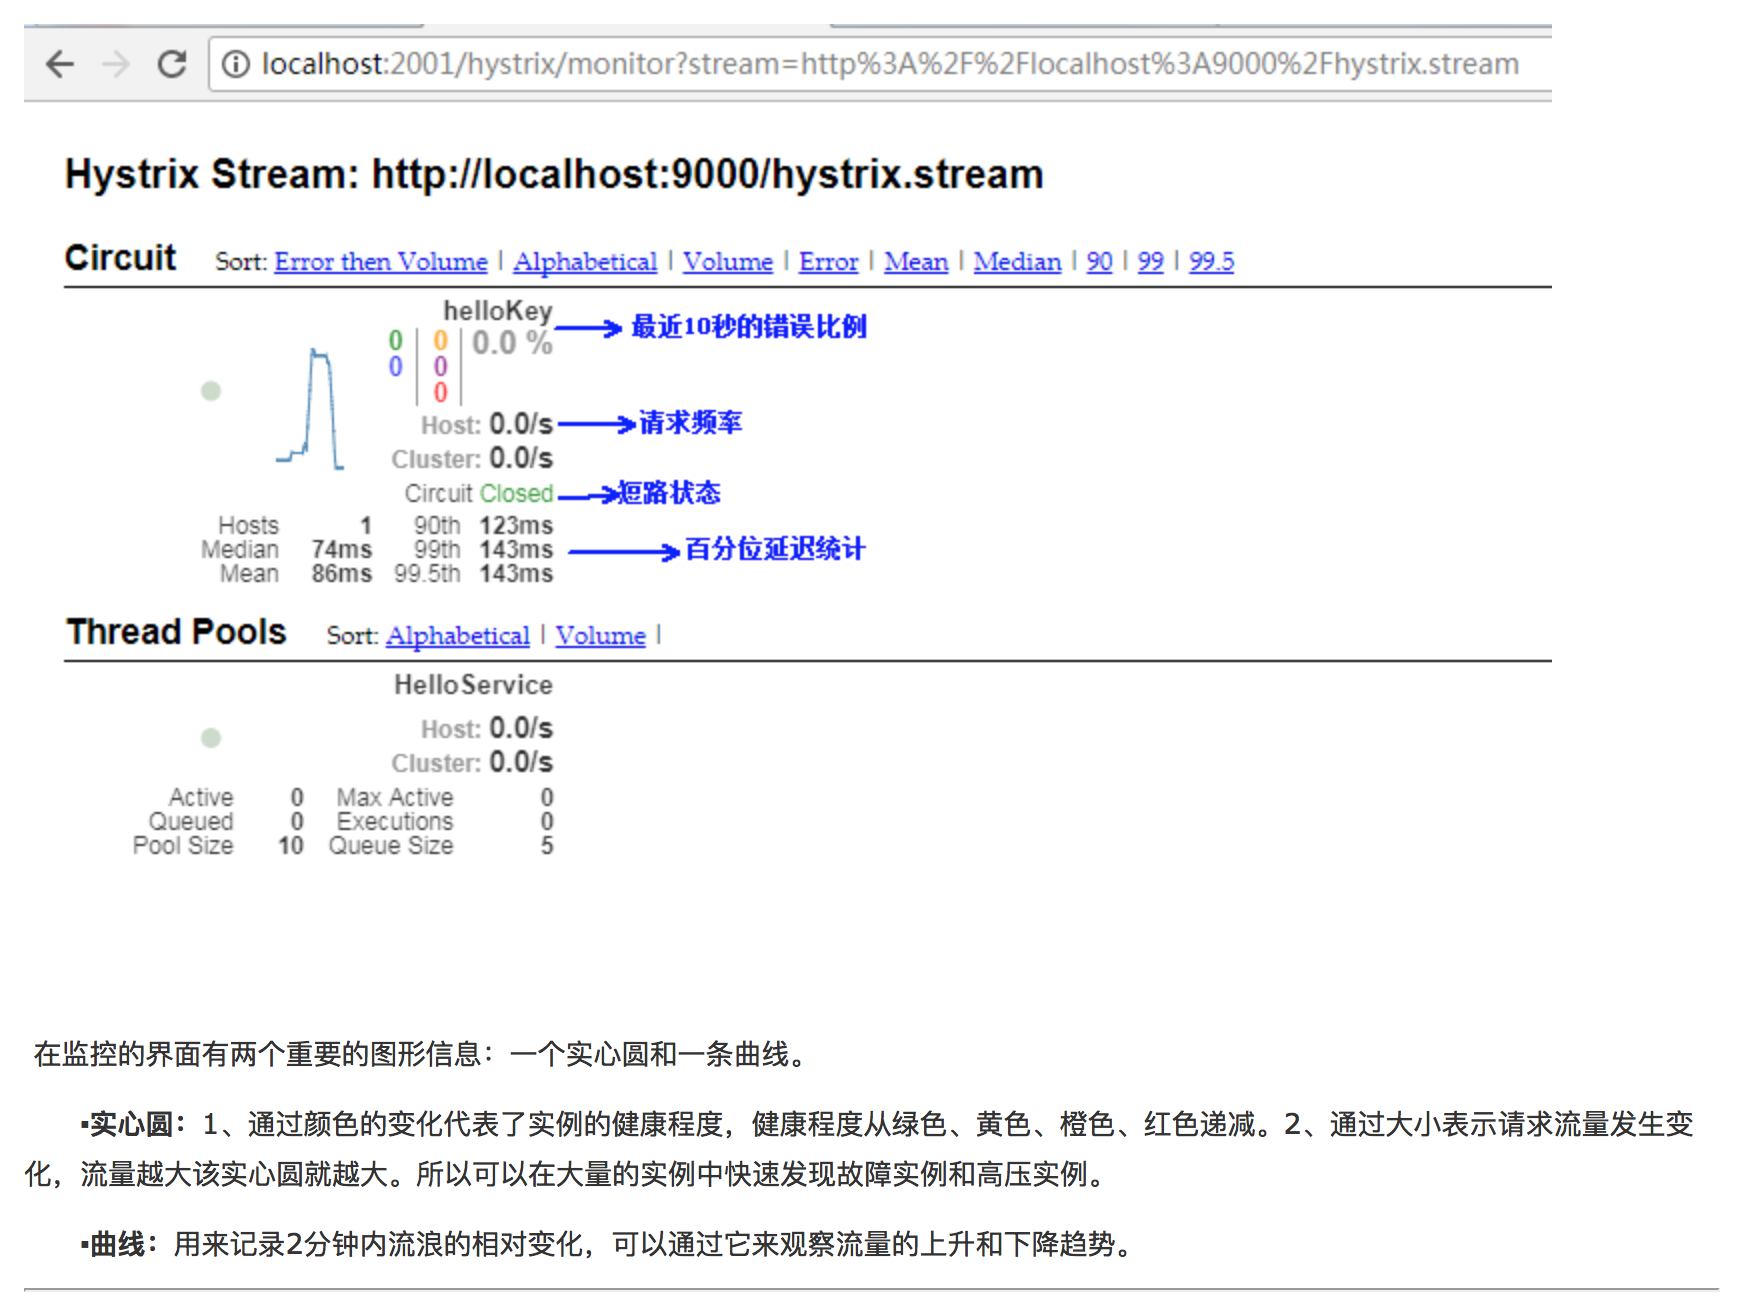 localhost:2001/hystrix/monitor?stream=http%3A%2F%2Flocalhost%3A9000%2Fhystrix.stream
Hystrix Stream: http://localhost:9000/hystrix.stream
Circuit Sort: Error then Volume | Alphabetical | Volume | Error | Mean | Median | 90 | 99 | 99.5
helloKey
最近10秒的错误比例
0 0 0.0 %
0 0
0
Host: 0.0/s 请求频率
Cluster: 0.0/s
Circuit Closed 短路状态
Hosts 1 90th 123ms
Median 74ms 99th 143ms 百分位延迟统计
Mean 86ms 99.5th 143ms
Thread Pools Sort: Alphabetical | Volume |
HelloService
Host: 0.0/s
Cluster: 0.0/s
Active 0 Max Active 0
Queued 0 Executions 0
Pool Size 10 Queue Size 5
在监控的界面有两个重要的图形信息：一个实心圆和一条曲线。
▪实心圆：1、通过颜色的变化代表了实例的健康程度，健康程度从绿色、黄色、橙色、红色递减。2、通过大小表示请求流量发生变
化，流量越大该实心圆就越大。所以可以在大量的实例中快速发现故障实例和高压实例。
▪曲线：用来记录2分钟内流浪的相对变化，可以通过它来观察流量的上升和下降趋势。